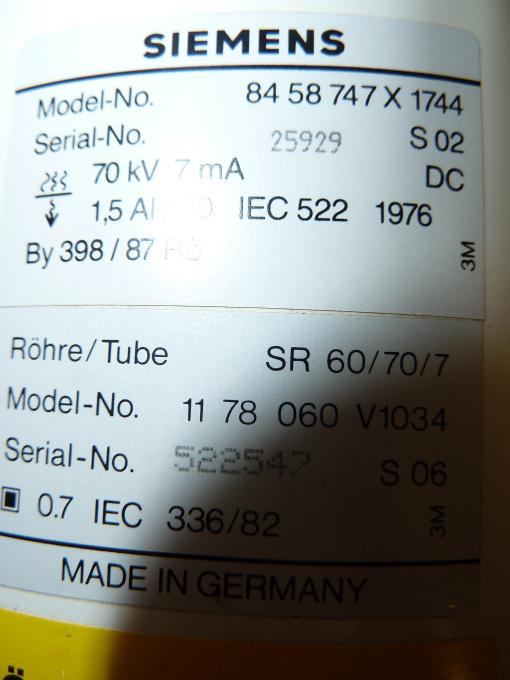 SIEMENS
Model-No. 84 58 747 X 1744
Serial-No. 25929 S 02
70 kV 7 mA DC
1,5 Al / IEC 522 1976
By 398 / 87 Rö
3M
Röhre/Tube SR 60/70/7
Model-No. 11 78 060 V1034
Serial-No. 522547 S 06
0.7 IEC 336/82
3M
MADE IN GERMANY